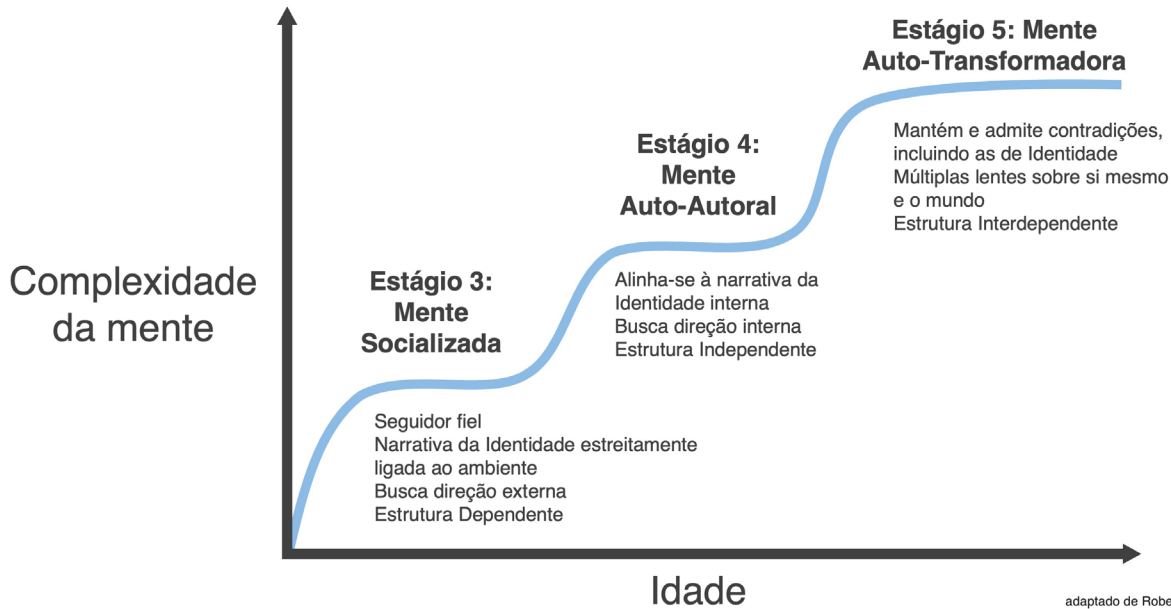 Estágio 5: Mente
Auto-Transformadora
Mantém e admite contradições,
incluindo as de Identidade
Múltiplas lentes sobre si mesmo
e o mundo
Estrutura Interdependente
Estágio 4:
Mente
Auto-Autoral
Alinha-se à narrativa da
Identidade interna
Busca direção interna
Estrutura Independente
Estágio 3:
Mente
Socializada
Seguidor fiel
Narrativa da Identidade estreitamente
ligada ao ambiente
Busca direção externa
Estrutura Dependente
Complexidade
da mente
Idade
adaptado de Robe